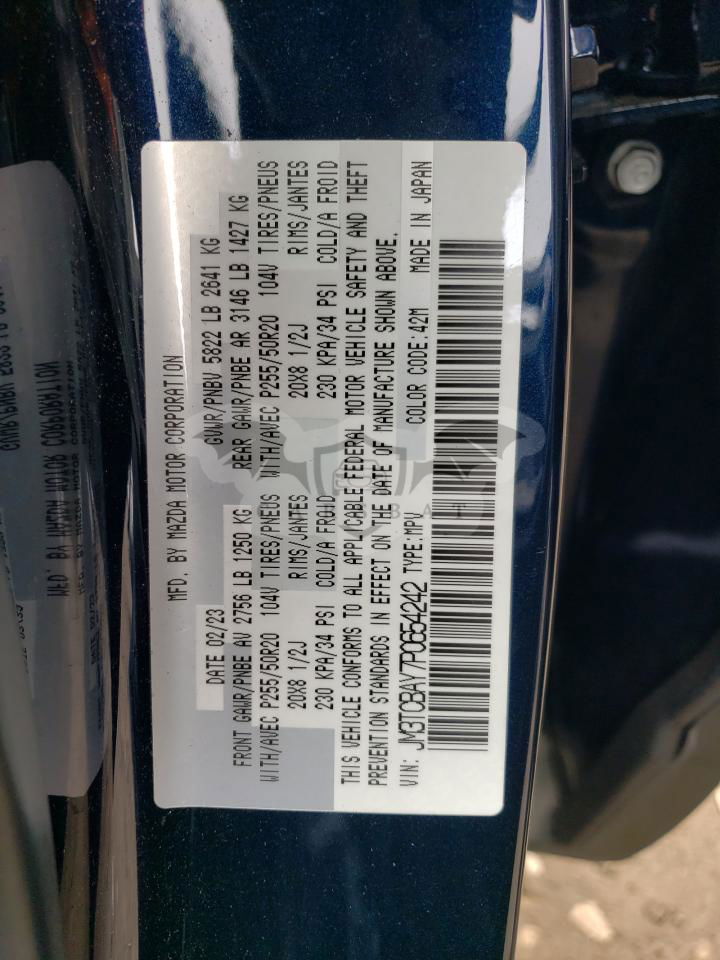 MFD. BY MAZDA MOTOR CORPORATION
DATE 02/23 GVWR/PNBV 5822 LB 2641 KG
FRONT GAWR/PNBE AV 2756 LB 1250 KG REAR GAWR/PNBE AR 3146 LB 1427 KG
WITH/AVEC P255/50R20 104V TIRES/PNEUS WITH/AVEC P255/50R20 104V TIRES/PNEUS
20X8 1/2J RIMS/JANTES 20X8 1/2J RIMS/JANTES
230 KPA/34 PSI COLD/A FROID 230 KPA/34 PSI COLD/A FROID
THIS VEHICLE CONFORMS TO ALL APPLICABLE FEDERAL MOTOR VEHICLE SAFETY AND THEFT
PREVENTION STANDARDS IN EFFECT ON THE DATE OF MANUFACTURE SHOWN ABOVE.
VIN: JM3TCBAY7P0654242 TYPE:MPV COLOR CODE:42M MADE IN JAPAN